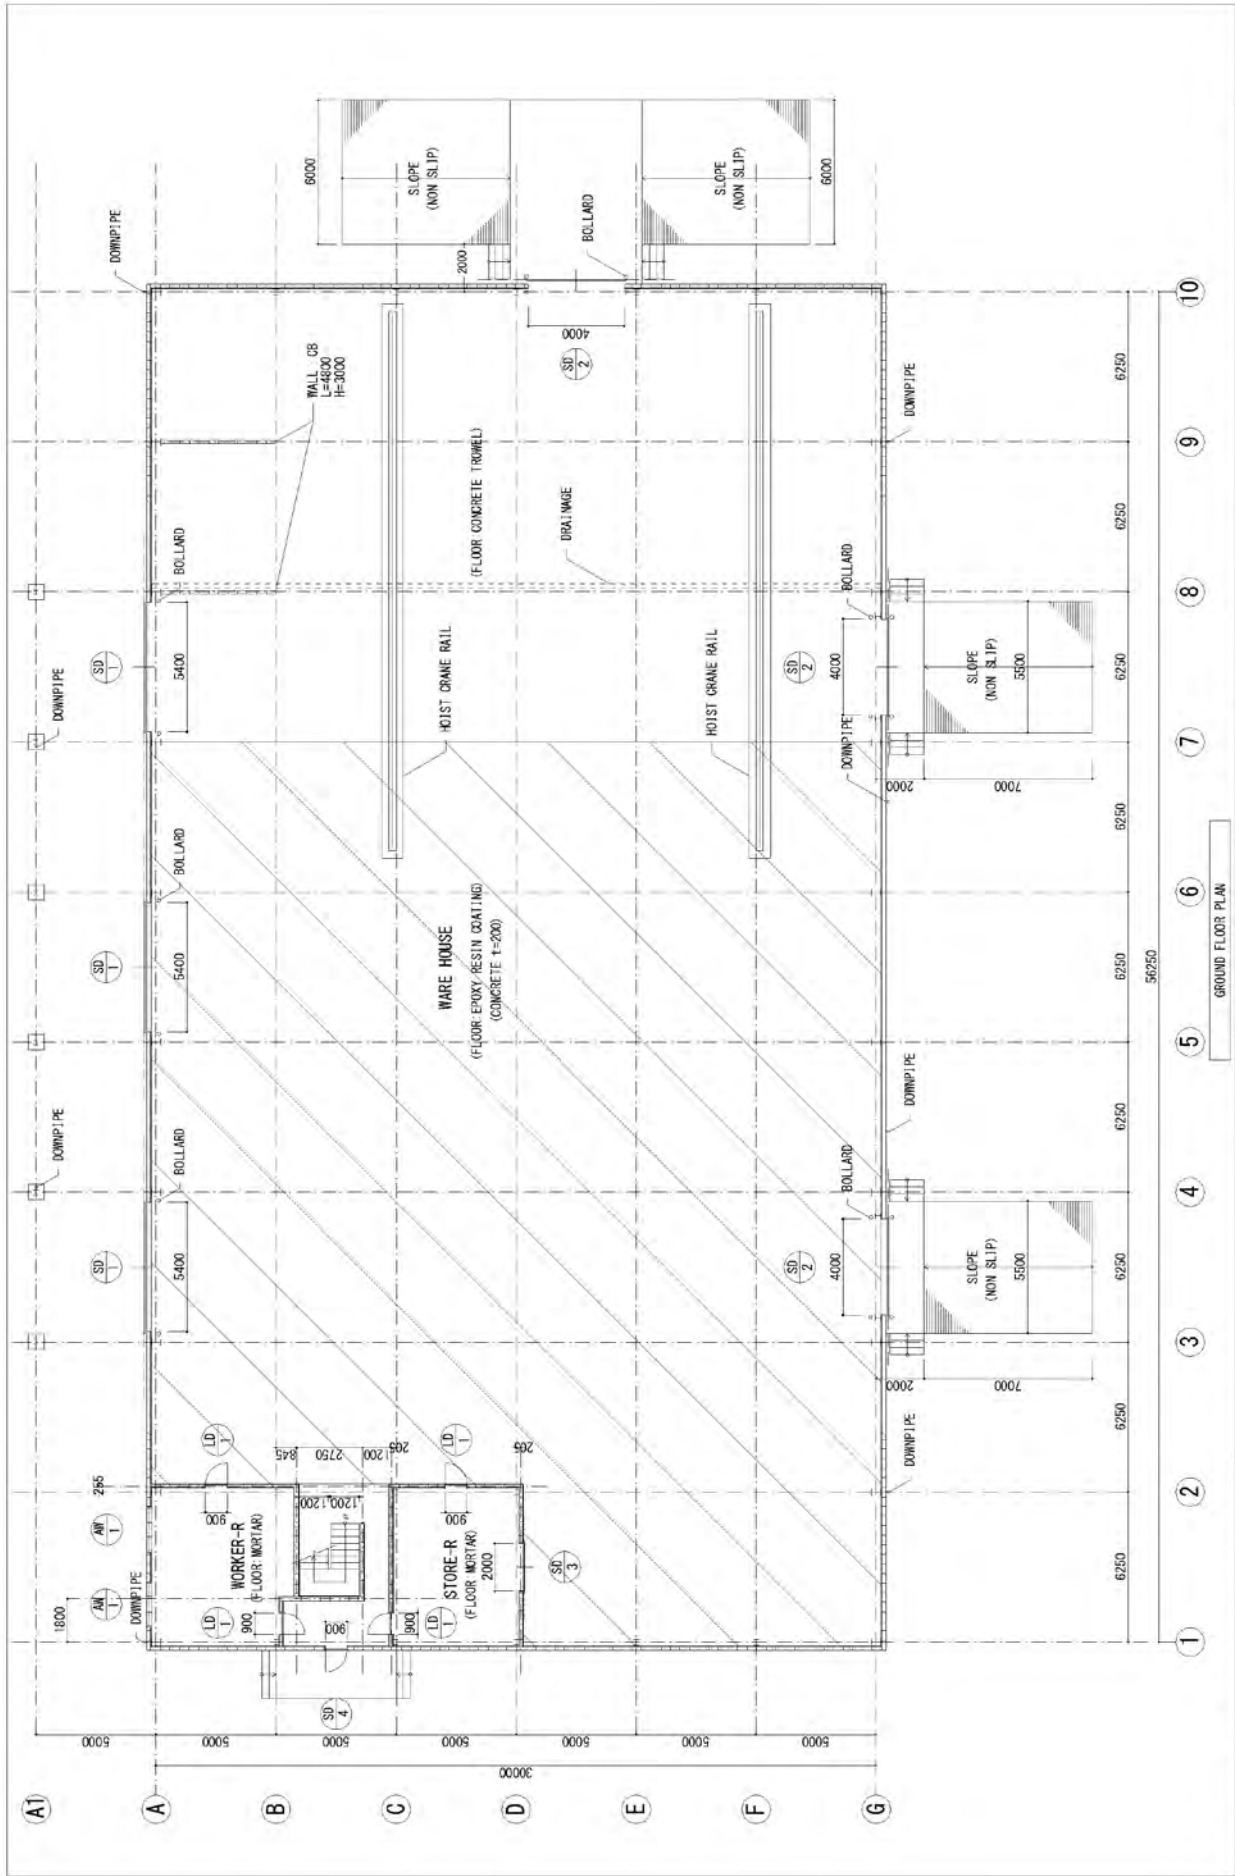 A1
5000
1800
DOWNPIPE
DOWNPIPE
AW
1
AW
1
255
SD
1
SD
1
SD
1
DOWNPIPE
DOWNPIPE
A
5400
BOLLARD
5400
BOLLARD
5400
BOLLARD
5000
LD
1
LD
1
900
900
WORKER-R
(FLOOR:MORTAR)
B
845
2750
1200
205
1200
1200
900
SD
4
5000
30000
WALL : CB
L=4800
H=3000
6000
2000
SLOPE
(NON SLIP)
C
LD
1
900
LD
1
900
STORE-R
(FLOOR MORTAR)
2000
205
5000
WARE HOUSE
(FLOOR:EPOXY RESIN COATING)
(CONCRETE t=200)
HOIST CRANE RAIL
(FLOOR:CONCRETE TROWEL)
DRAINAGE
D
SD
3
5000
4000
SD
2
BOLLARD
E
5000
HOIST CRANE RAIL
SLOPE
(NON SLIP)
6000
F
5000
SD
2
4000
BOLLARD
SD
2
4000
BOLLARD
DOWNPIPE
G
DOWNPIPE
DOWNPIPE
DOWNPIPE
2000
7000
SLOPE
(NON SLIP)
5500
2000
7000
SLOPE
(NON SLIP)
5500
6250
6250
6250
6250
6250
6250
6250
6250
6250
56250
1
2
3
4
5
6
7
8
9
10
GROUND FLOOR PLAN